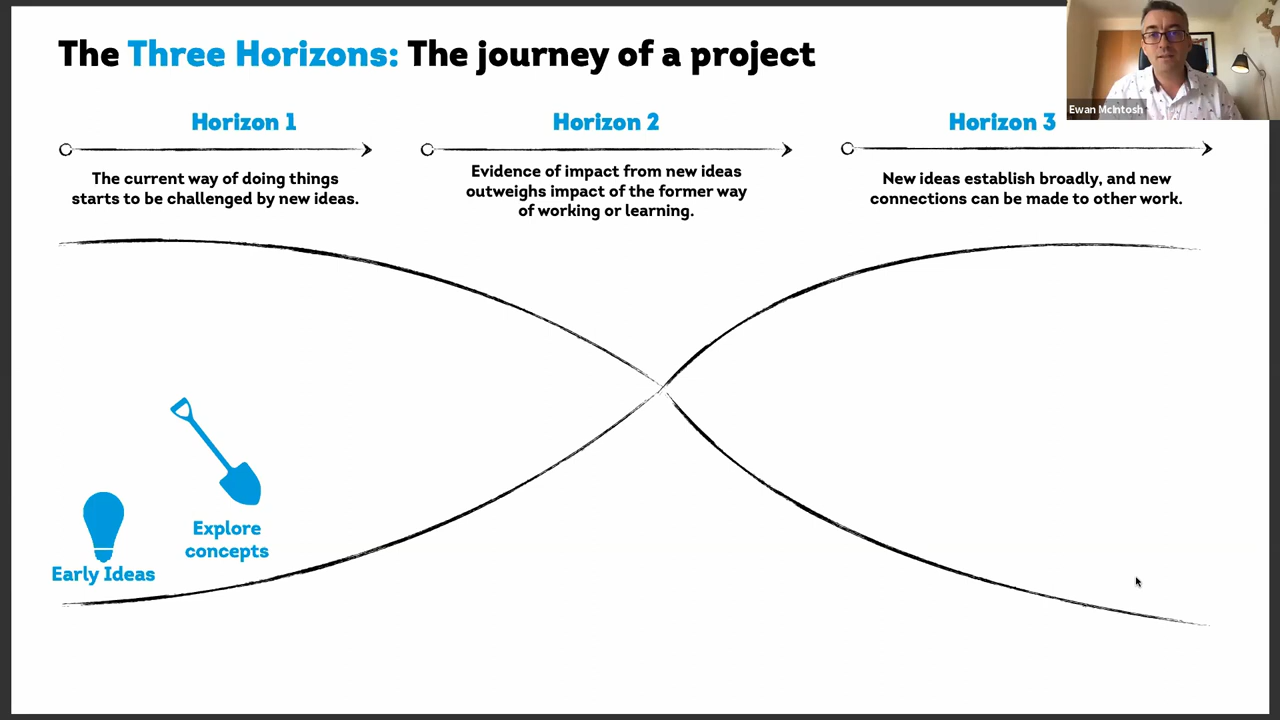 The Three Horizons: The journey of a project
Ewan McIntosh
Horizon 1
Horizon 2
Horizon 3
The current way of doing things
starts to be challenged by new ideas.
Evidence of impact from new ideas
outweighs impact of the former way
of working or learning.
New ideas establish broadly, and new
connections can be made to other work.
Explore
concepts
Early Ideas